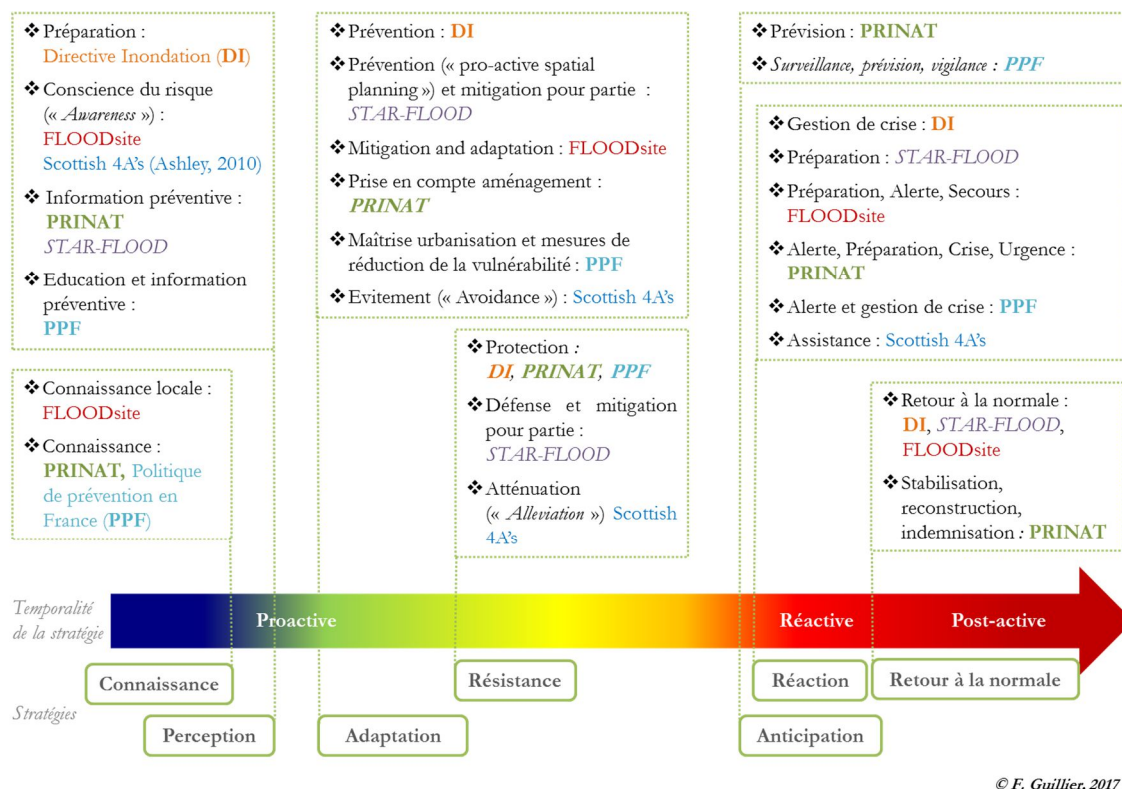 ❖ Préparation :
Directive Inondation (DI)
❖ Conscience du risque
(« Awareness ») :
FLOODsite
Scottish 4A's (Ashley, 2010)
❖ Information préventive :
PRINAT
STAR-FLOOD
❖ Education et information
préventive :
PPF
❖ Connaissance locale :
FLOODsite
❖ Connaissance :
PRINAT, Politique
de prévention en
France (PPF)
❖ Prévention : DI
❖ Prévention (« pro-active spatial
planning ») et mitigation pour partie :
STAR-FLOOD
❖ Mitigation and adaptation : FLOODsite
❖ Prise en compte aménagement :
PRINAT
❖ Maîtrise urbanisation et mesures de
réduction de la vulnérabilité : PPF
❖ Evitement (« Avoidance ») : Scottish 4A's
❖ Protection :
DI, PRINAT, PPF
❖ Défense et mitigation
pour partie :
STAR-FLOOD
❖ Atténuation
(« Alleviation ») Scottish
4A's
❖ Prévision : PRINAT
❖ Surveillance, prévision, vigilance : PPF
❖ Gestion de crise : DI
❖ Préparation : STAR-FLOOD
❖ Préparation, Alerte, Secours :
FLOODsite
❖ Alerte, Préparation, Crise, Urgence :
PRINAT
❖ Alerte et gestion de crise : PPF
❖ Assistance : Scottish 4A's
❖ Retour à la normale :
DI, STAR-FLOOD,
FLOODsite
❖ Stabilisation,
reconstruction,
indemnisation : PRINAT
Temporalité
de la stratégie
Proactive
Réactive
Post-active
Connaissance
Résistance
Réaction
Retour à la normale
Stratégies
Perception
Adaptation
Anticipation
© F. Guillier, 2017